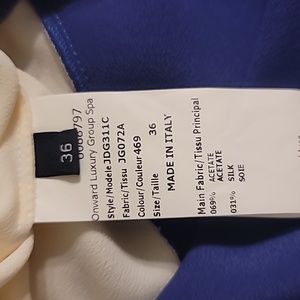 36
0086797
Onward Luxury Group Spa
Style/Modele JDG311C
Fabric/Tissu JG072A
Colour/Couleur 469
Size/Taille 36
MADE IN ITALY
Main Fabric/Tissu Principal
069% ACETATE
ACETATE
031% SILK
SOIE